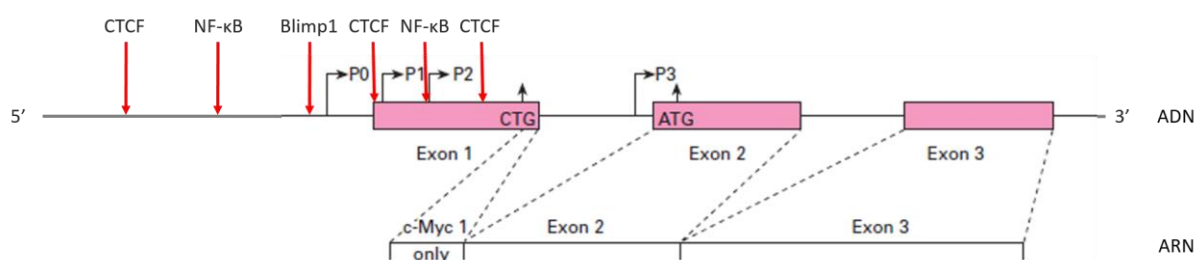 CTCF NF-κB Blimp1 CTCF NF-κB CTCF
P0 P1 P2 P3
5’ CTG ATG 3’ ADN
Exon 1 Exon 2 Exon 3
c-Myc 1 Exon 2 Exon 3
only ARN